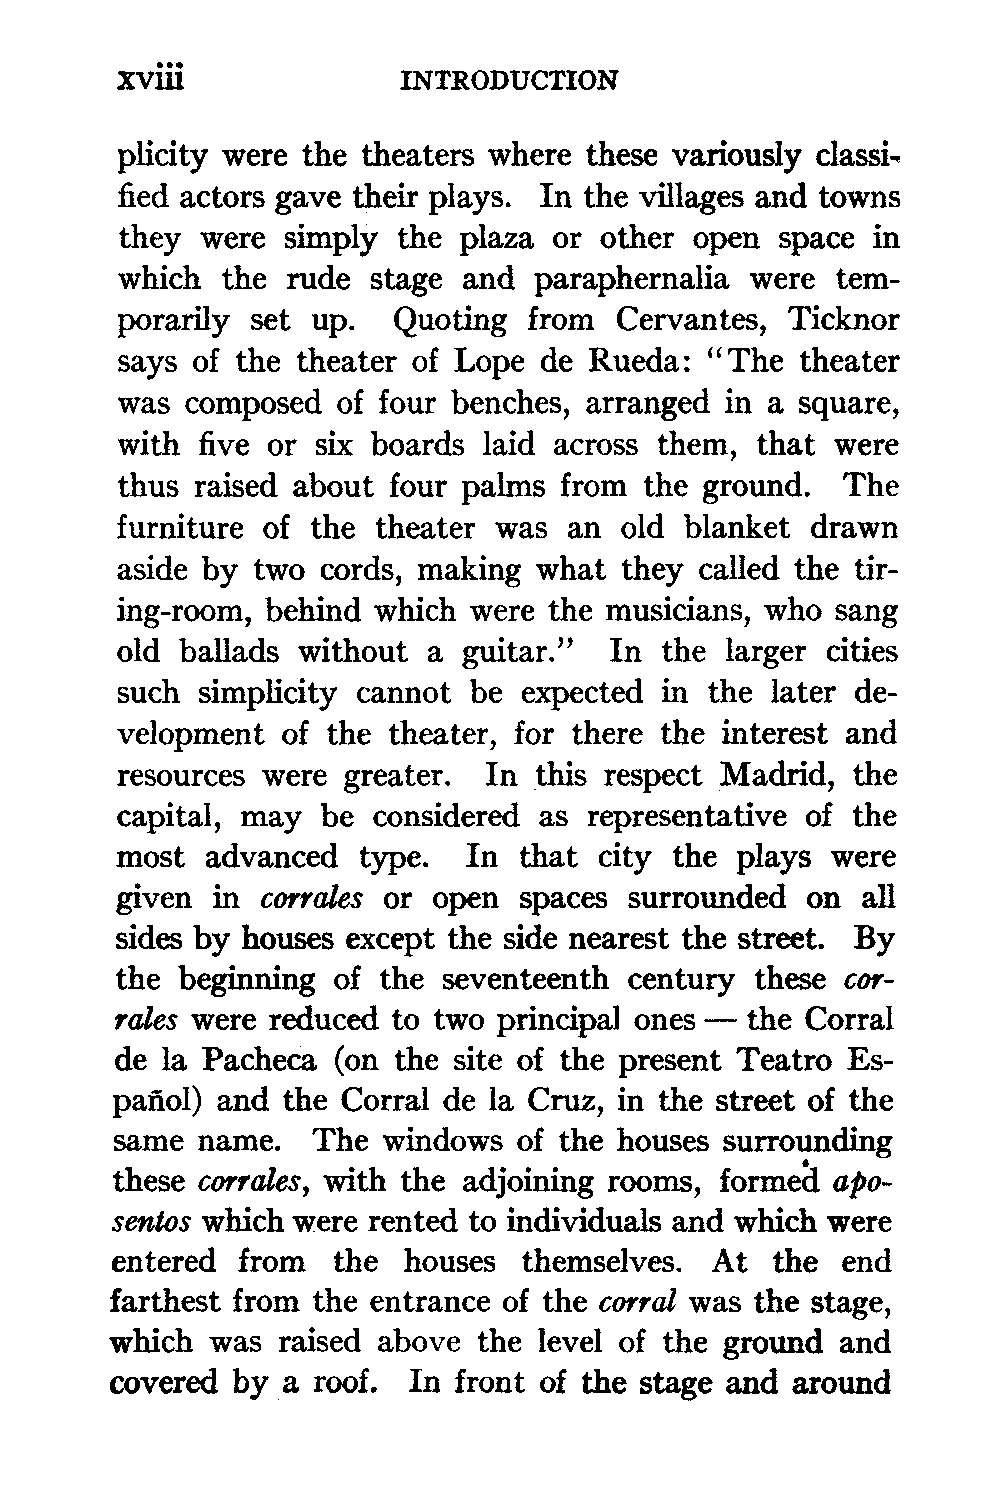 xviii INTRODUCTION
plicity were the theaters where these variously classi-
fied actors gave their plays. In the villages and towns
they were simply the plaza or other open space in
which the rude stage and paraphernalia were tem-
porarily set up. Quoting from Cervantes, Ticknor
says of the theater of Lope de Rueda: “The theater
was composed of four benches, arranged in a square,
with five or six boards laid across them, that were
thus raised about four palms from the ground. The
furniture of the theater was an old blanket drawn
aside by two cords, making what they called the tir-
ing-room, behind which were the musicians, who sang
old ballads without a guitar.” In the larger cities
such simplicity cannot be expected in the later de-
velopment of the theater, for there the interest and
resources were greater. In this respect Madrid, the
capital, may be considered as representative of the
most advanced type. In that city the plays were
given in corrales or open spaces surrounded on all
sides by houses except the side nearest the street. By
the beginning of the seventeenth century these cor-
rales were reduced to two principal ones — the Corral
de la Pacheca (on the site of the present Teatro Es-
pañol) and the Corral de la Cruz, in the street of the
same name. The windows of the houses surrounding
these corrales, with the adjoining rooms, formed apo-
sentos which were rented to individuals and which were
entered from the houses themselves. At the end
farthest from the entrance of the corral was the stage,
which was raised above the level of the ground and
covered by a roof. In front of the stage and around